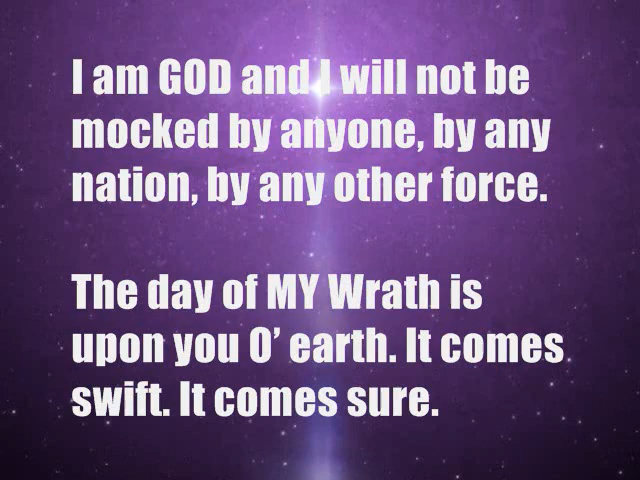 I am GOD and I will not be
mocked by anyone, by any
nation, by any other force.
The day of MY Wrath is
upon you O’ earth. It comes
swift. It comes sure.